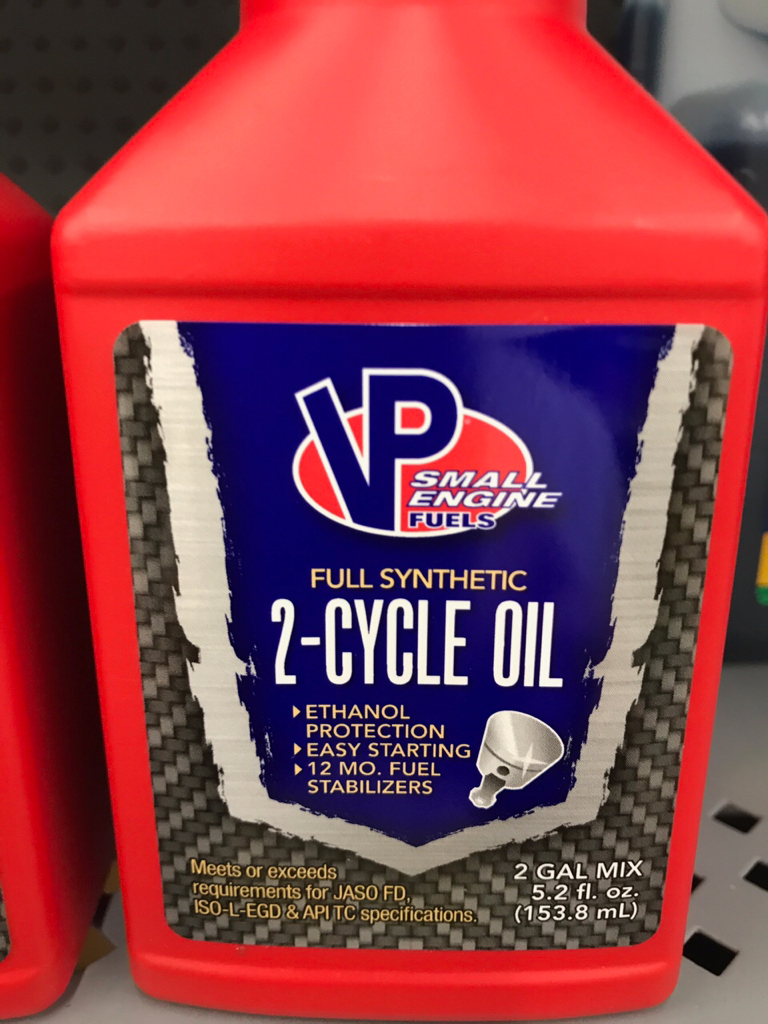 VP
SMALL
ENGINE
FUELS
FULL SYNTHETIC
2-CYCLE OIL
ETHANOL
PROTECTION
EASY STARTING
12 MO. FUEL
STABILIZERS
Meets or exceeds
requirements for JASO FD,
ISO-L-EGD & API TC specifications.
2 GAL MIX
5.2 fl. oz.
(153.8 mL)